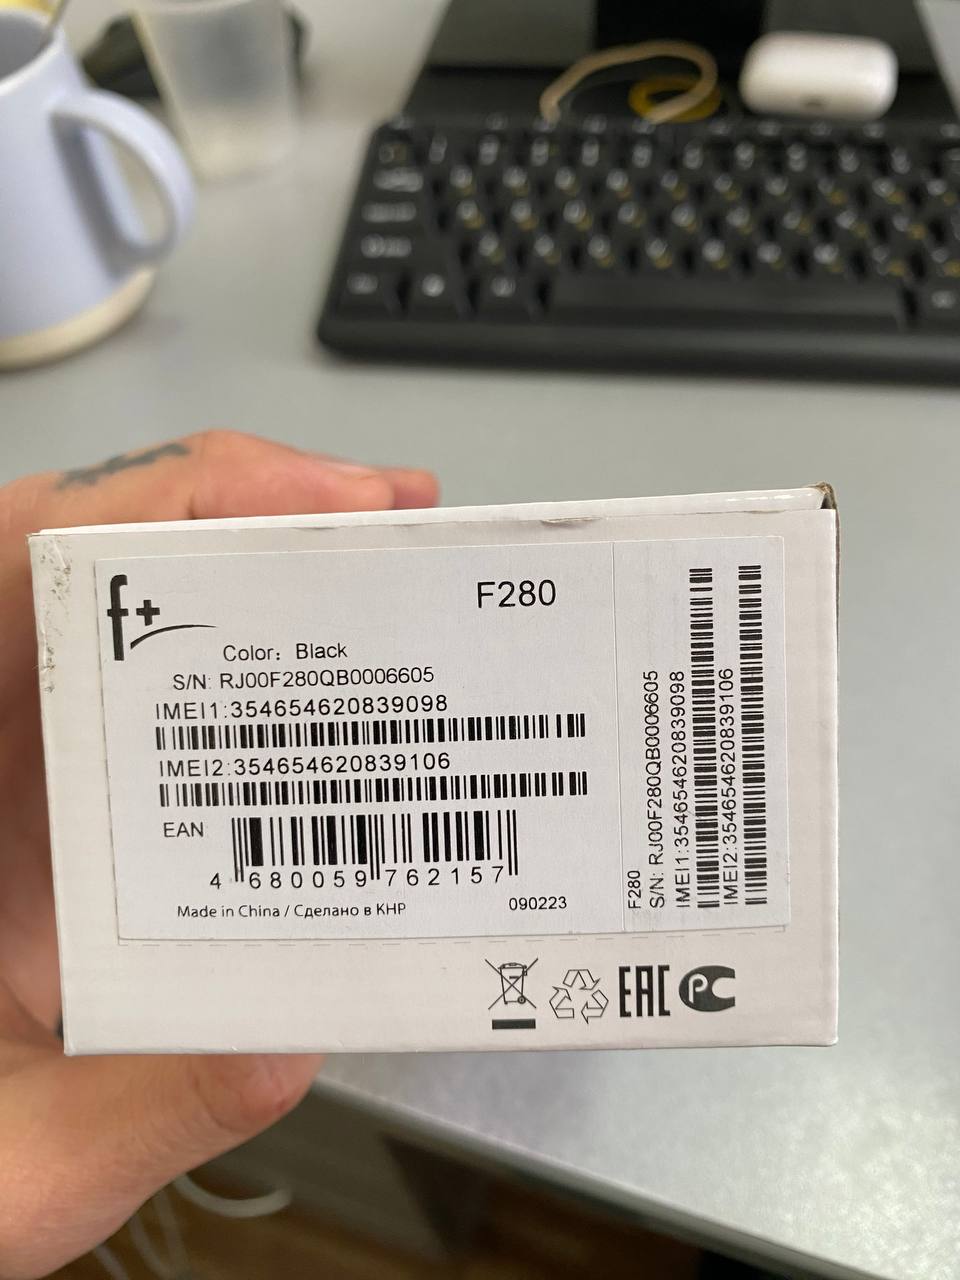 f+
F280
Color: Black
S/N: RJ00F280QB0006605
IMEI1:354654620839098
IMEI2:354654620839106
EAN
4 680059 762157
Made in China / Сделано в КНР
090223
F280
S/N: RJ00F280QB0006605
IMEI1:354654620839098
IMEI2:354654620839106
EAC
РС